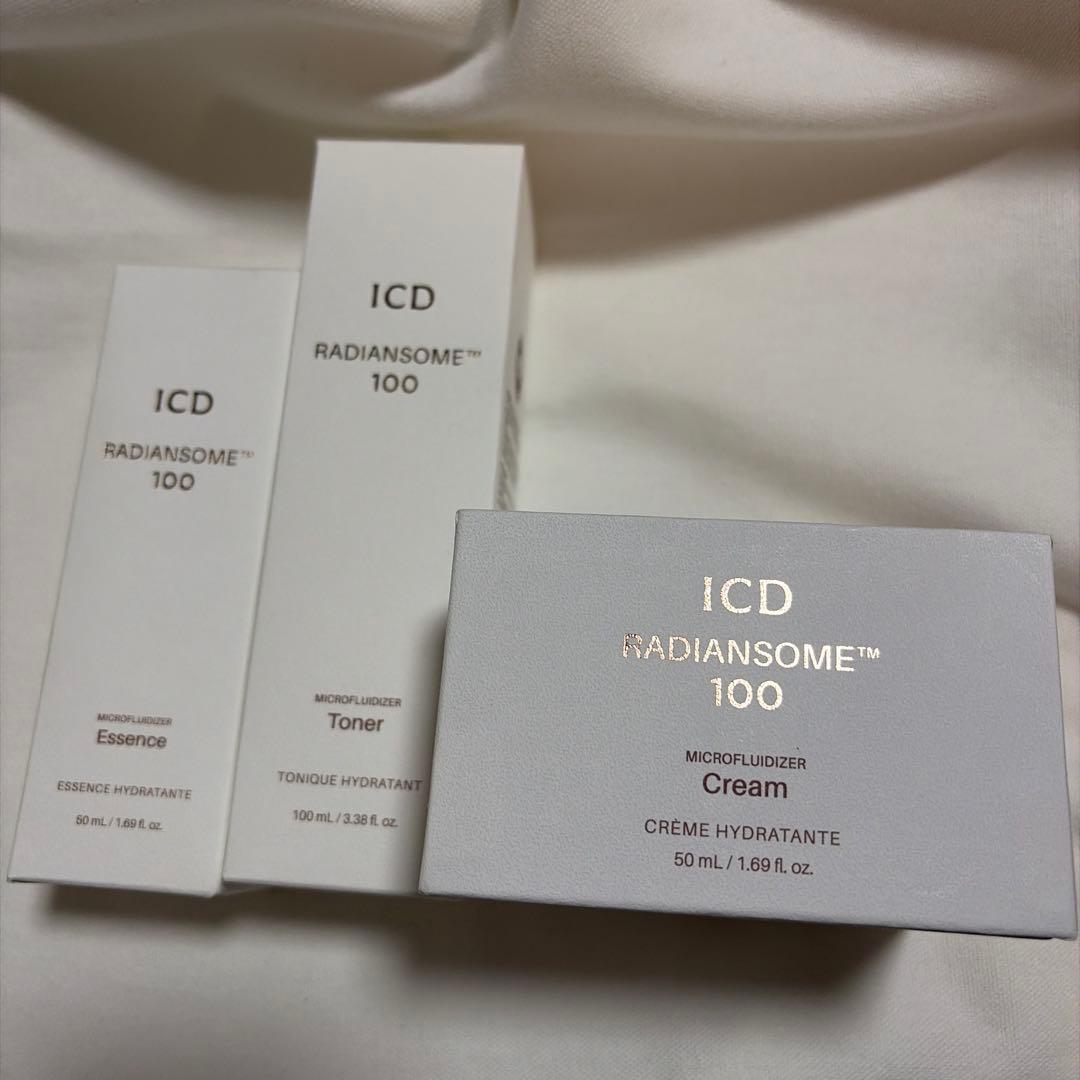 ICD
RADIANSOME™
100
MICROFLUIDIZER
Essence
ESSENCE HYDRATANTE
50 mL / 1.69 fl. oz.
ICD
RADIANSOME™
100
MICROFLUIDIZER
Toner
TONIQUE HYDRATANT
100 mL / 3.38 fl. oz.
ICD
RADIANSOME™
100
MICROFLUIDIZER
Cream
CRÈME HYDRATANTE
50 mL / 1.69 fl. oz.